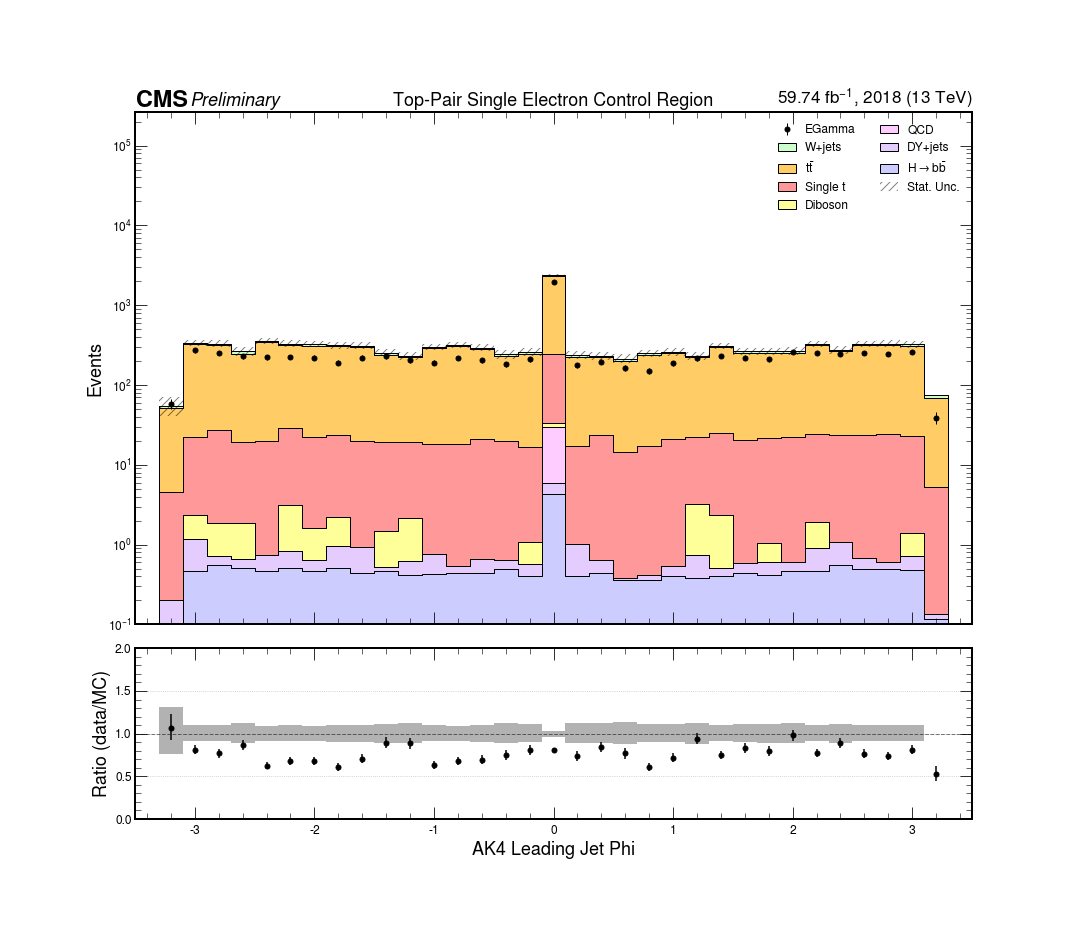 CMS Preliminary Top-Pair Single Electron Control Region 59.74 fb⁻¹, 2018 (13 TeV)
EGamma
W+jets
tt̄
Single t
Diboson
QCD
DY+jets
H→bb̄
Stat. Unc.
Events
10⁵
10⁴
10³
10²
10¹
10⁰
10⁻¹
Ratio (data/MC)
2.0
1.5
1.0
0.5
0.0
-3 -2 -1 0 1 2 3
AK4 Leading Jet Phi